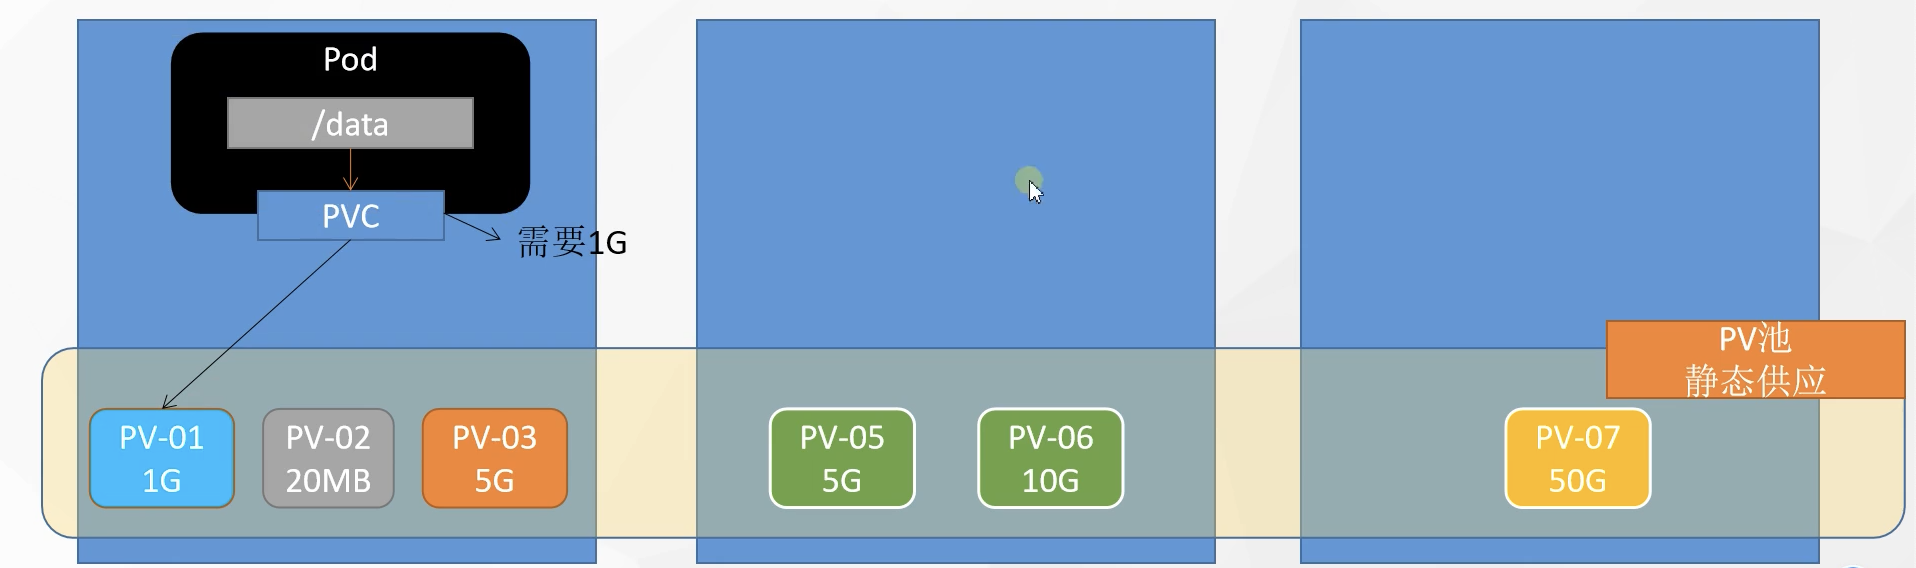 Pod
/data
PVC
需要1G
PV池
静态供应
PV-01
1G
PV-02
20MB
PV-03
5G
PV-05
5G
PV-06
10G
PV-07
50G